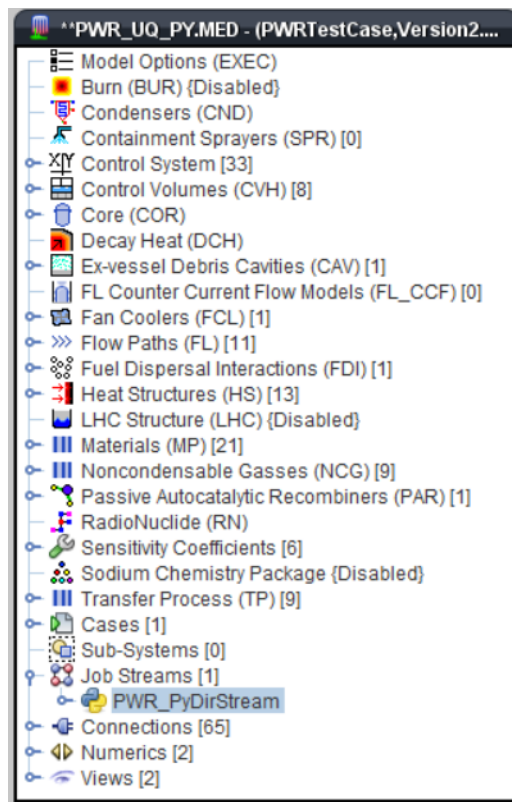 **PWR_UQ_PY.MED - (PWRTestCase,Version2....
Model Options (EXEC)
Burn (BUR) {Disabled}
Condensers (CND)
Containment Sprayers (SPR) [0]
Control System [33]
Control Volumes (CVH) [8]
Core (COR)
Decay Heat (DCH)
Ex-vessel Debris Cavities (CAV) [1]
FL Counter Current Flow Models (FL_CCF) [0]
Fan Coolers (FCL) [1]
Flow Paths (FL) [11]
Fuel Dispersal Interactions (FDI) [1]
Heat Structures (HS) [13]
LHC Structure (LHC) {Disabled}
Materials (MP) [21]
Noncondensable Gasses (NCG) [9]
Passive Autocatalytic Recombiners (PAR) [1]
RadioNuclide (RN)
Sensitivity Coefficients [6]
Sodium Chemistry Package {Disabled}
Transfer Process (TP) [9]
Cases [1]
Sub-Systems [0]
Job Streams [1]
PWR_PyDirStream
Connections [65]
Numerics [2]
Views [2]